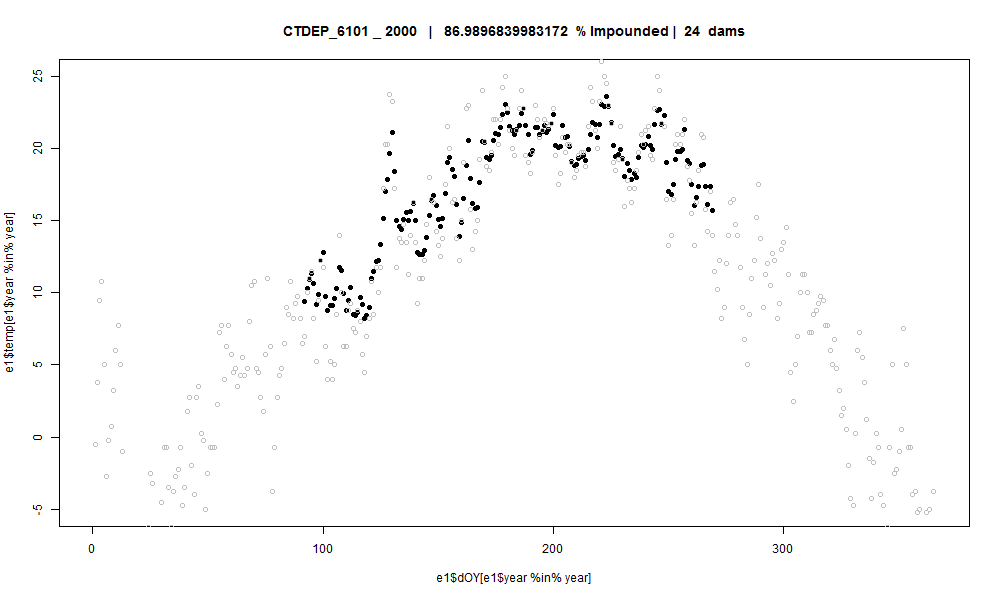 CTDEP_6101 _ 2000 | 86.9896839983172 % Impounded | 24 dams
e1$temp[e1$year %in% year]
25
20
15
10
5
0
-5
0 100 200 300
e1$dOY[e1$year %in% year]